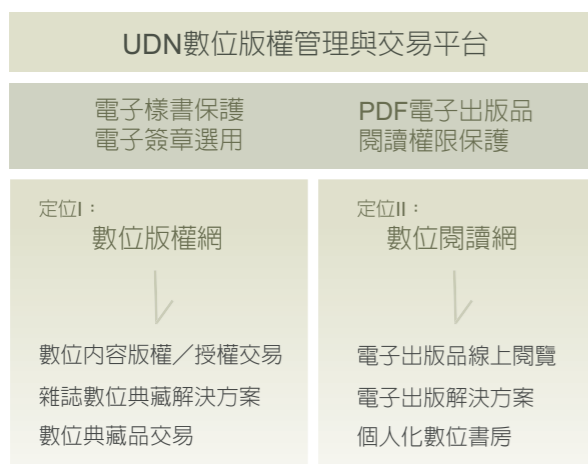 UDN數位版權管理與交易平台
電子樣書保護
電子簽章選用
PDF電子出版品
閱讀權限保護
定位I：
數位版權網
數位內容版權／授權交易
雜誌數位典藏解決方案
數位典藏品交易
定位II：
數位閱讀網
電子出版品線上閱覽
電子出版解決方案
個人化數位書房